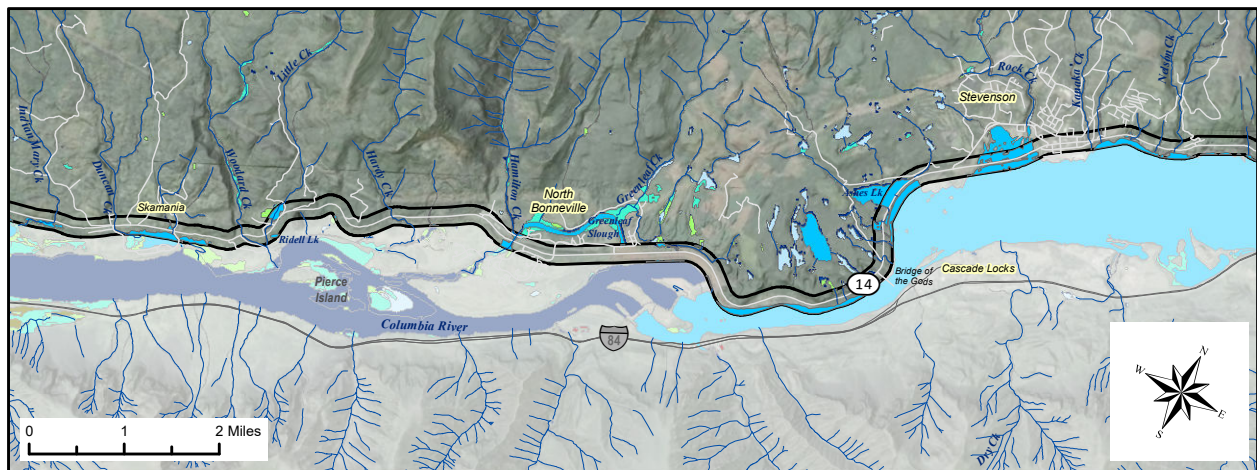 Little Ck
Rock Ck
Kanaka Ck
Nelson Ck
Stevenson
Indian Mary Ck
Duncan Ck
Woodard Ck
Hardy Ck
Hamilton Ck
Greenleaf Ck
Skamania
North
Bonneville
Greenleaf
Slough
Ashes Lk
Ridell Lk
Pierce
Island
Columbia River
84
14
Bridge of
the Gods
Cascade Locks
Dry Ck
0 1 2 Miles
N
W
E
S